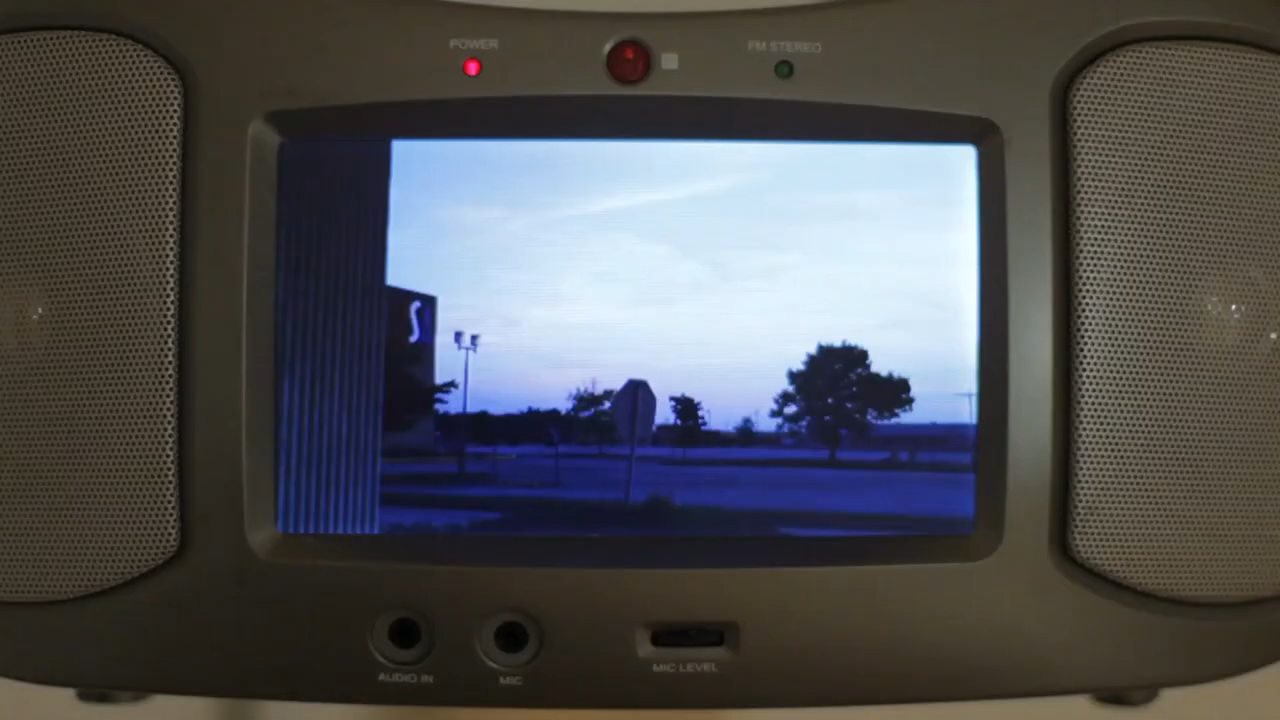 POWER
FM STEREO
S
AUDIO IN
MIC
MIC LEVEL